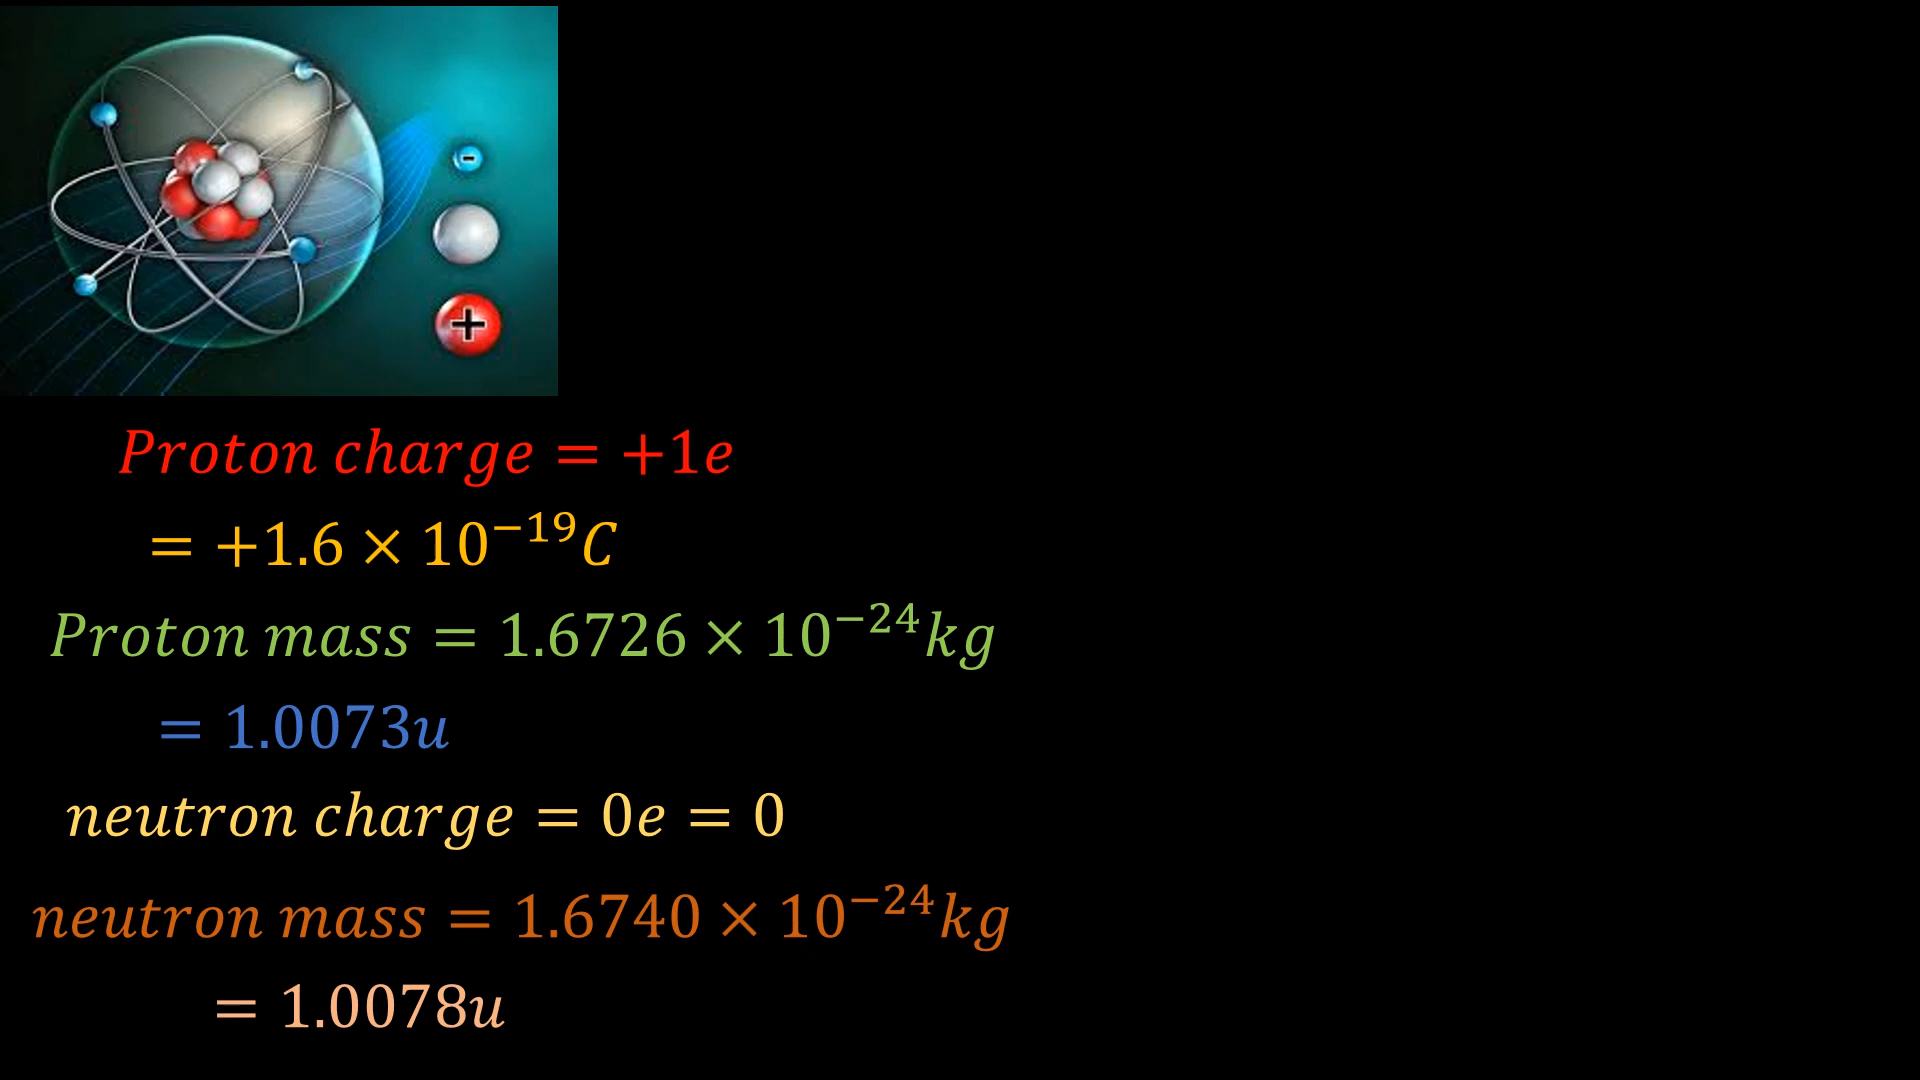 -
+
Proton charge = +1e
= +1.6 × 10⁻¹⁹C
Proton mass = 1.6726 × 10⁻²⁴kg
= 1.0073u
neutron charge = 0e = 0
neutron mass = 1.6740 × 10⁻²⁴kg
= 1.0078u